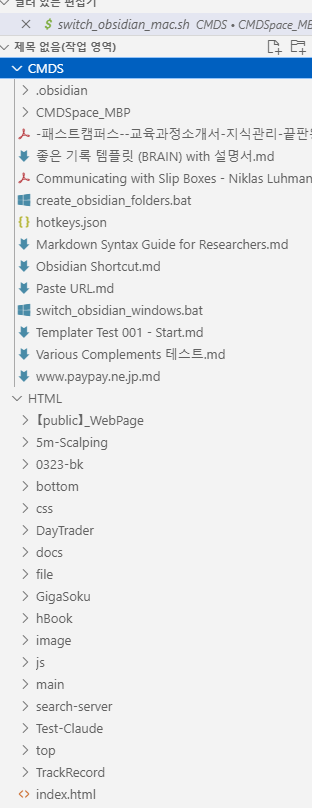 열려 있는 편집기
switch_obsidian_mac.sh CMDS • CMDSpace_MB
제목 없음(작업 영역)
CMDS
.obsidian
CMDSpace_MBP
-패스트캠퍼스--교육과정소개서-지식관리-끝판
좋은 기록 템플릿 (BRAIN) with 설명서.md
Communicating with Slip Boxes - Niklas Luhman
create_obsidian_folders.bat
hotkeys.json
Markdown Syntax Guide for Researchers.md
Obsidian Shortcut.md
Paste URL.md
switch_obsidian_windows.bat
Templater Test 001 - Start.md
Various Complements 테스트.md
www.paypay.ne.jp.md
HTML
【public】_WebPage
5m-Scalping
0323-bk
bottom
css
DayTrader
docs
file
GigaSoku
hBook
image
js
main
search-server
Test-Claude
top
TrackRecord
index.html